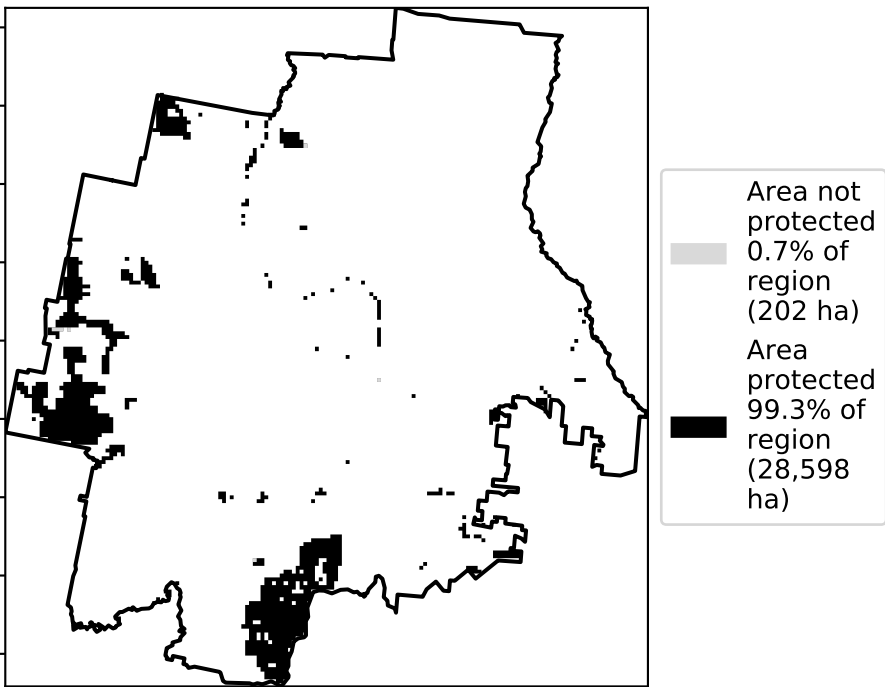 Area not
protected
0.7% of
region
(202 ha)
Area
protected
99.3% of
region
(28,598
ha)